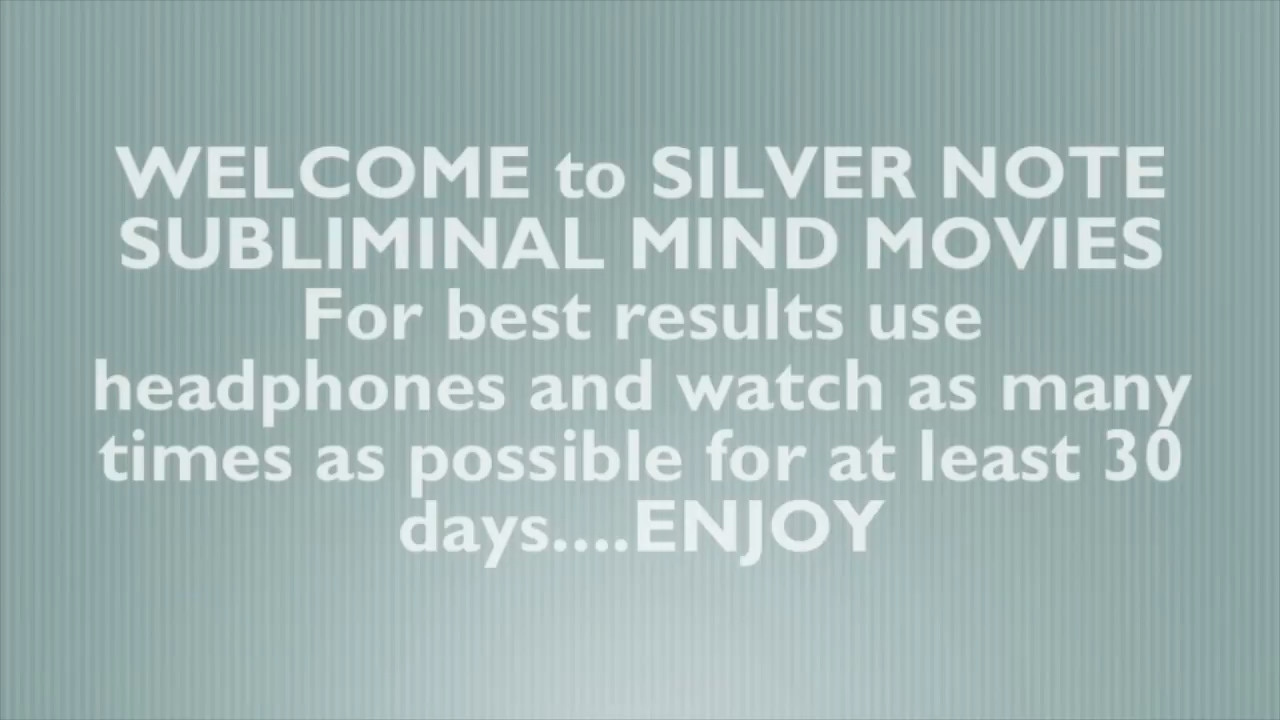 WELCOME to SILVER NOTE
SUBLIMINAL MIND MOVIES
For best results use
headphones and watch as many
times as possible for at least 30
days....ENJOY